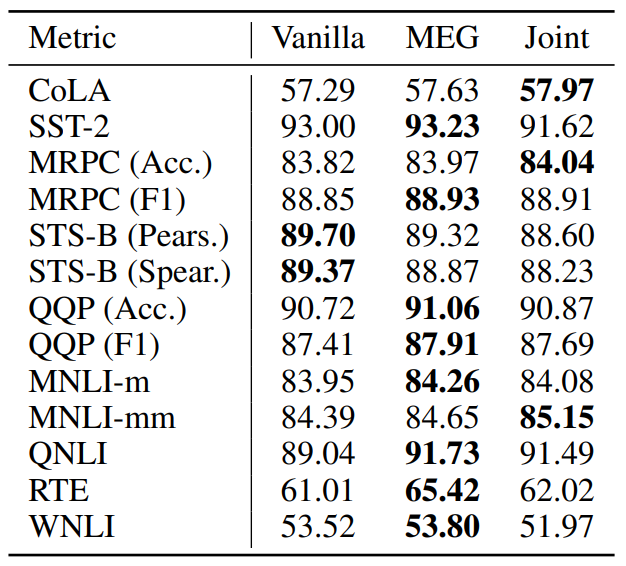 Metric Vanilla MEG Joint
CoLA 57.29 57.63 57.97
SST-2 93.00 93.23 91.62
MRPC (Acc.) 83.82 83.97 84.04
MRPC (F1) 88.85 88.93 88.91
STS-B (Pears.) 89.70 89.32 88.60
STS-B (Spear.) 89.37 88.87 88.23
QQP (Acc.) 90.72 91.06 90.87
QQP (F1) 87.41 87.91 87.69
MNLI-m 83.95 84.26 84.08
MNLI-mm 84.39 84.65 85.15
QNLI 89.04 91.73 91.49
RTE 61.01 65.42 62.02
WNLI 53.52 53.80 51.97